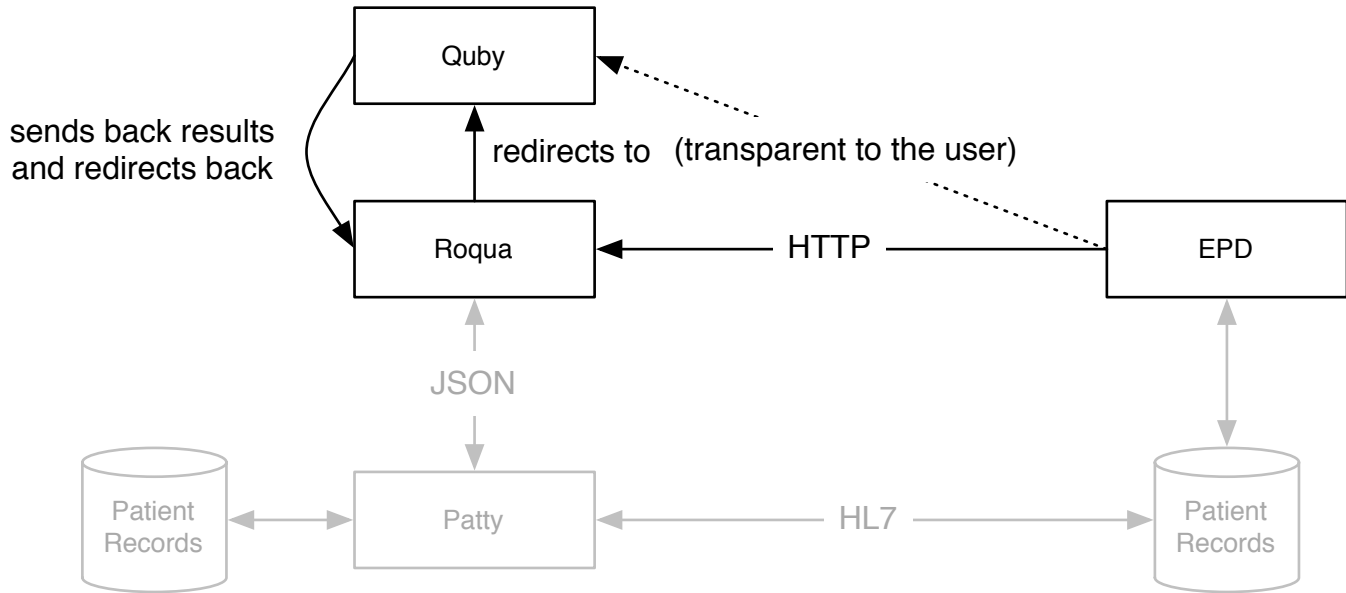 Quby
sends back results
and redirects back
redirects to
(transparent to the user)
Roqua
HTTP
EPD
JSON
Patient
Records
Patty
HL7
Patient
Records